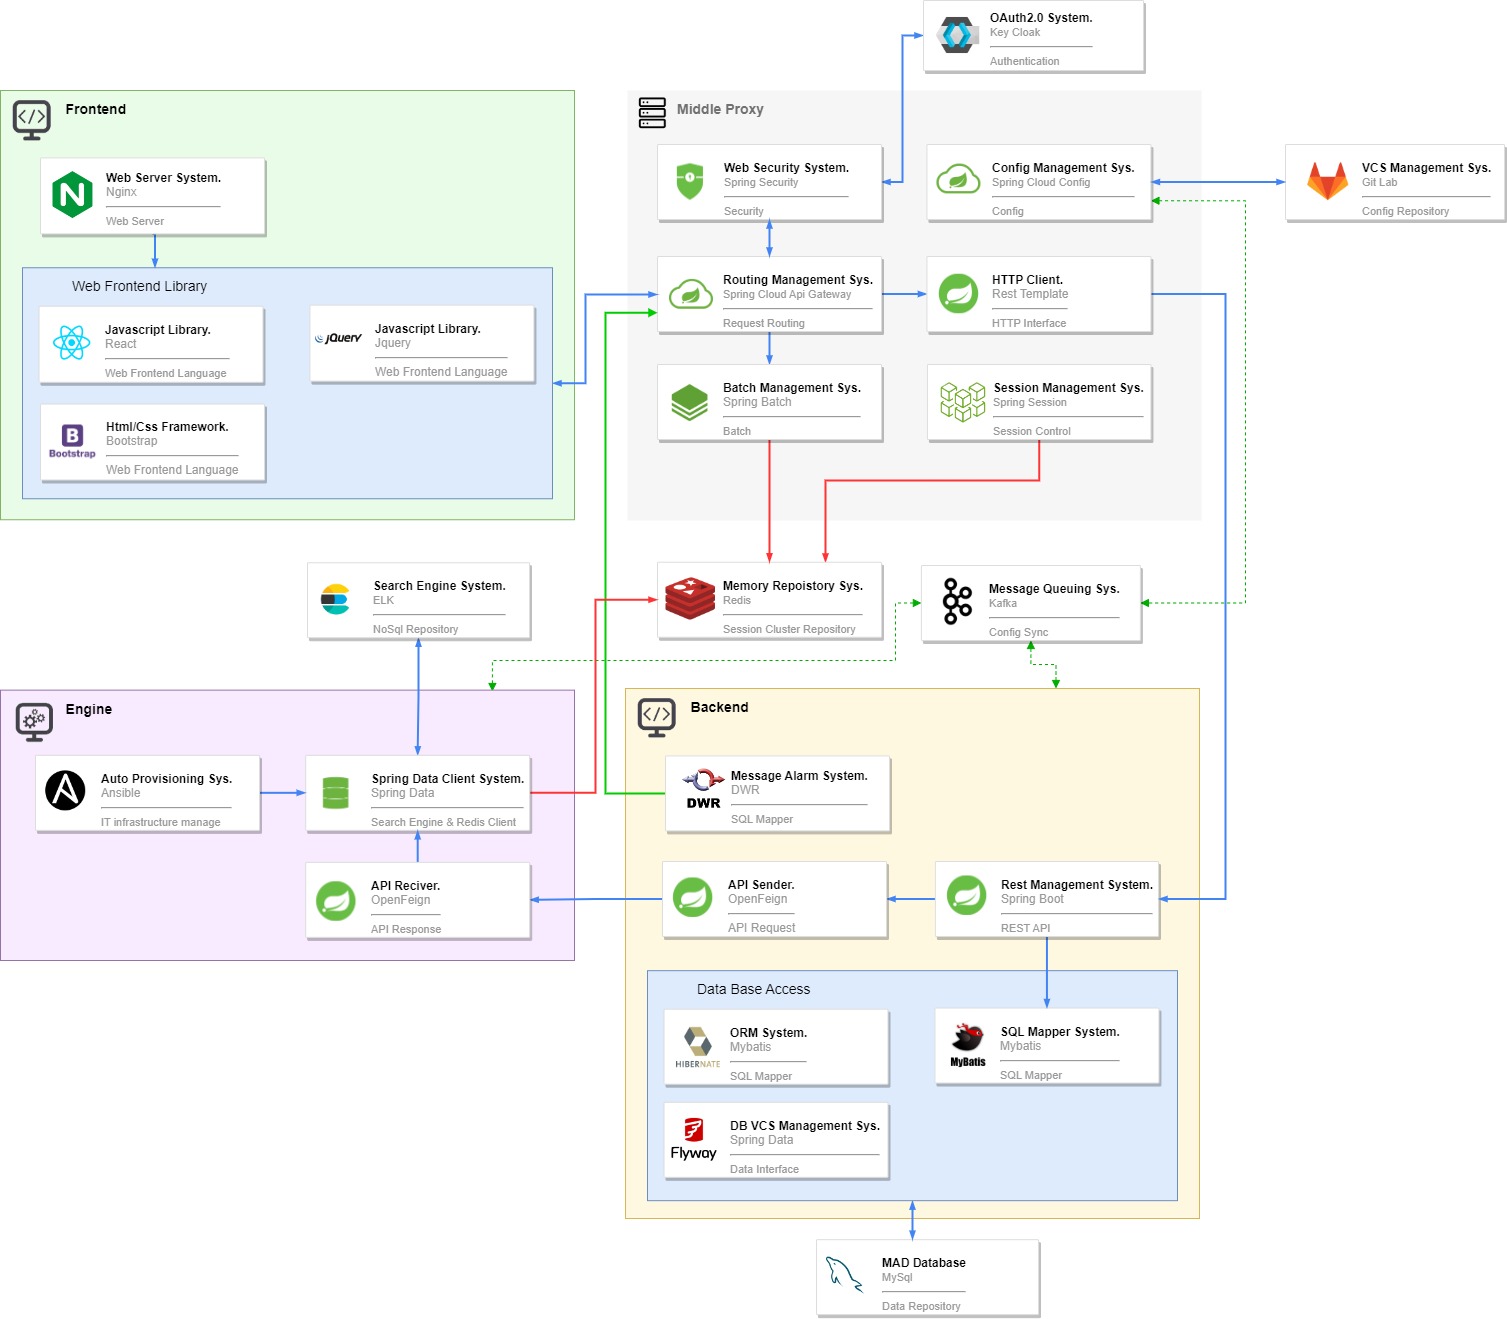 OAuth2.0 System.
Key Cloak
Authentication
Frontend
Web Server System.
Nginx
Web Server
Web Frontend Library
Javascript Library.
React
Web Frontend Language
jQuery
Javascript Library.
Jquery
Web Frontend Language
B
Bootstrap
Html/Css Framework.
Bootstrap
Web Frontend Language
Middle Proxy
Web Security System.
Spring Security
Security
Config Management Sys.
Spring Cloud Config
Config
VCS Management Sys.
Git Lab
Config Repository
Routing Management Sys.
Spring Cloud Api Gateway
Request Routing
HTTP Client.
Rest Template
HTTP Interface
Batch Management Sys.
Spring Batch
Batch
Session Management Sys.
Spring Session
Session Control
Search Engine System.
ELK
NoSql Repository
Memory Repoistory Sys.
Redis
Session Cluster Repository
Message Queuing Sys.
Kafka
Config Sync
Engine
Auto Provisioning Sys.
Ansible
IT infrastructure manage
Spring Data Client System.
Spring Data
Search Engine & Redis Client
API Reciver.
OpenFeign
API Response
Backend
DWR
Message Alarm System.
DWR
SQL Mapper
API Sender.
OpenFeign
API Request
Rest Management System.
Spring Boot
REST API
Data Base Access
HIBERNATE
ORM System.
Mybatis
SQL Mapper
MyBatis
SQL Mapper System.
Mybatis
SQL Mapper
Flyway
DB VCS Management Sys.
Spring Data
Data Interface
MAD Database
MySql
Data Repository